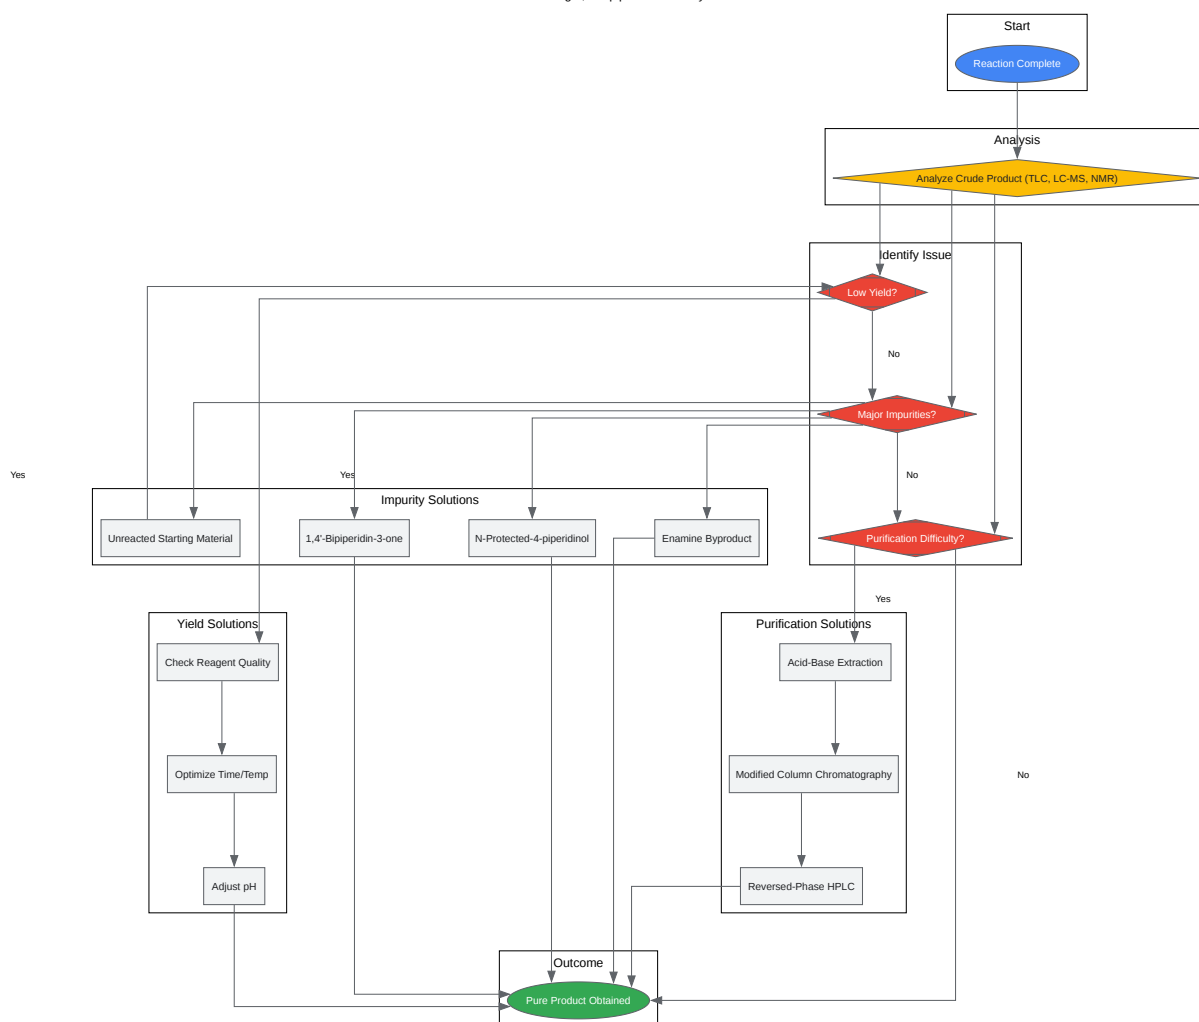 Start
Reaction Complete
Analysis
Analyze Crude Product (TLC, LC-MS, NMR)
Identify Issue
Low Yield?
No
Major Impurities?
Yes
Yes
No
Impurity Solutions
Unreacted Starting Material
1,4'-Bipiperidin-3-one
N-Protected-4-piperidinol
Enamine Byproduct
Purification Difficulty?
Yes
Yield Solutions
Purification Solutions
Check Reagent Quality
Acid-Base Extraction
Optimize Time/Temp
Modified Column Chromatography
No
Adjust pH
Reversed-Phase HPLC
Outcome
Pure Product Obtained